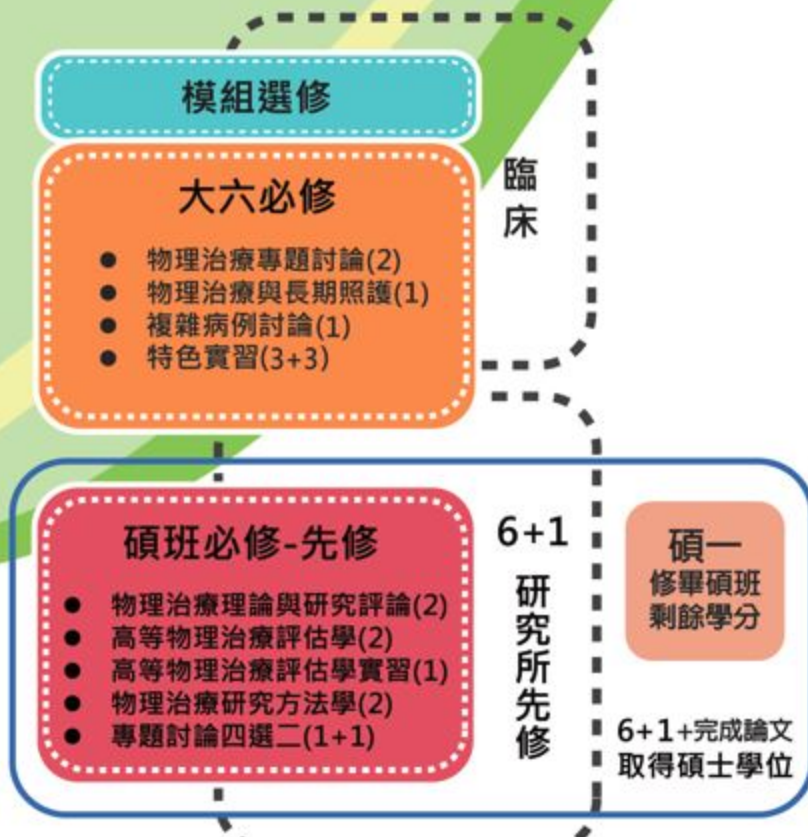 模組選修
大六必修
● 物理治療專題討論(2)
● 物理治療與長期照護(1)
● 複雜病例討論(1)
● 特色實習(3+3)
臨
床
碩班必修-先修
● 物理治療理論與研究評論(2)
● 高等物理治療評估學(2)
● 高等物理治療評估學實習(1)
● 物理治療研究方法學(2)
● 專題討論四選二(1+1)
6+1
研
究
所
先
修
碩一
修畢碩班
剩餘學分
6+1+完成論文
取得碩士學位